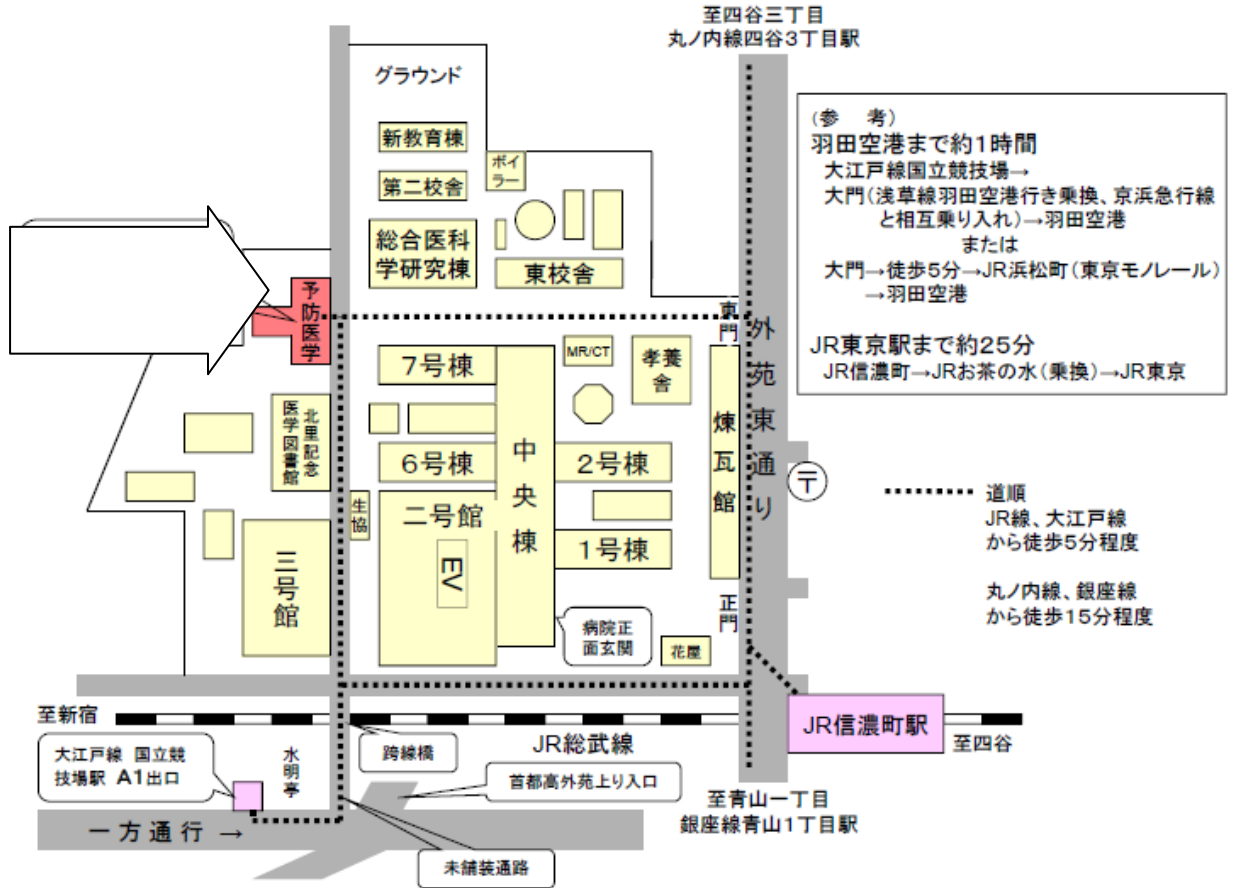 至四谷三丁目
丸ノ内線四谷3丁目駅
グラウンド
新教育棟
ボイ
ラー
第二校舎
総合医科
学研究棟
東校舎
(参 考)
羽田空港まで約1時間
大江戸線国立競技場→
大門(浅草線羽田空港行き乗換、京浜急行線
と相互乗り入れ)→羽田空港
または
大門→徒歩5分→JR浜松町(東京モノレール)
→羽田空港
JR東京駅まで約25分
JR信濃町→JRお茶の水(乗換)→JR東京
予防医学
東門
外苑東通り
7号棟
MR/CT
孝養
舎
北里記念
医学図書館
6号棟
中央棟
2号棟
煉瓦館
〒
生協
二号館
EV
1号棟
三号館
正門
病院正
面玄関
花屋
道順
JR線、大江戸線
から徒歩5分程度
丸ノ内線、銀座線
から徒歩15分程度
至新宿
JR信濃町駅
至四谷
JR総武線
跨線橋
大江戸線 国立競
技場駅 A1出口
水明亭
首都高外苑上り入口
至青山一丁目
銀座線青山1丁目駅
一方通行 →
未舗装通路